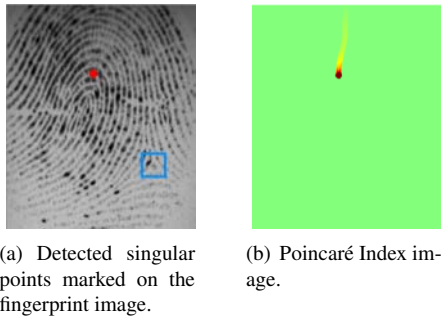 (a) Detected singular
points marked on the
fingerprint image.
(b) Poincaré Index im-
age.